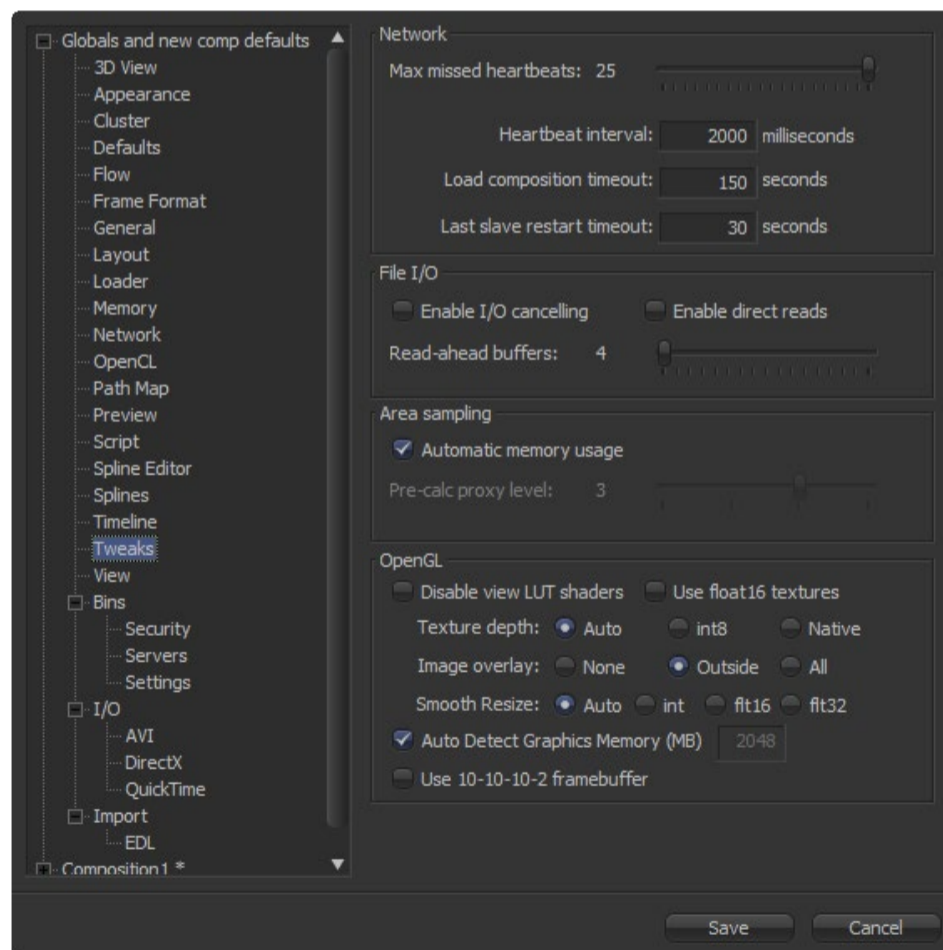 Globals and new comp defaults
3D View
Appearance
Cluster
Defaults
Flow
Frame Format
General
Layout
Loader
Memory
Network
OpenCL
Path Map
Preview
Script
Spline Editor
Splines
Timeline
Tweaks
View
Bins
Security
Servers
Settings
I/O
AVI
DirectX
QuickTime
Import
EDL
Composition1 *
Network
Max missed heartbeats: 25
Heartbeat interval: 2000 milliseconds
Load composition timeout: 150 seconds
Last slave restart timeout: 30 seconds
File I/O
Enable I/O cancelling Enable direct reads
Read-ahead buffers: 4
Area sampling
Automatic memory usage
Pre-calc proxy level: 3
OpenGL
Disable view LUT shaders Use float16 textures
Texture depth: Auto int8 Native
Image overlay: None Outside All
Smooth Resize: Auto int flt16 flt32
Auto Detect Graphics Memory (MB) 2048
Use 10-10-10-2 framebuffer
Save Cancel